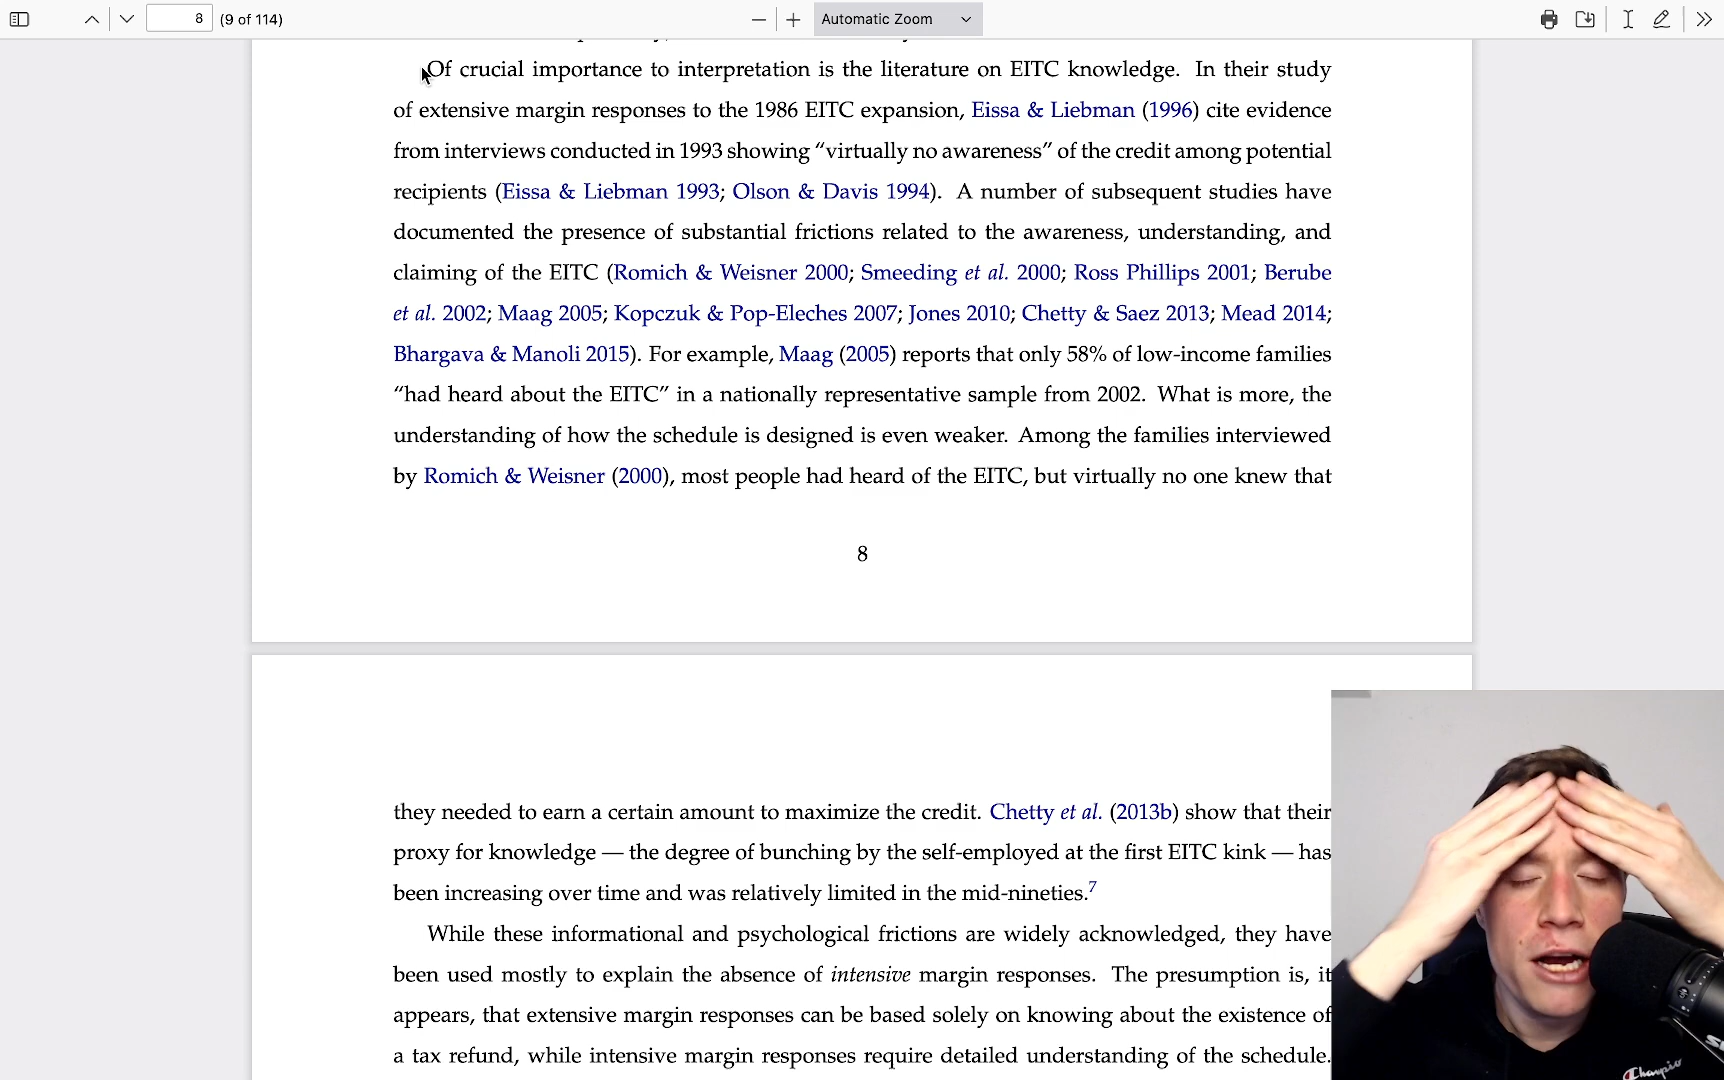 8
(9 of 114)
Automatic Zoom
Of crucial importance to interpretation is the literature on EITC knowledge. In their study
of extensive margin responses to the 1986 EITC expansion, Eissa & Liebman (1996) cite evidence
from interviews conducted in 1993 showing “virtually no awareness” of the credit among potential
recipients (Eissa & Liebman 1993; Olson & Davis 1994). A number of subsequent studies have
documented the presence of substantial frictions related to the awareness, understanding, and
claiming of the EITC (Romich & Weisner 2000; Smeeding et al. 2000; Ross Phillips 2001; Berube
et al. 2002; Maag 2005; Kopczuk & Pop-Eleches 2007; Jones 2010; Chetty & Saez 2013; Mead 2014;
Bhargava & Manoli 2015). For example, Maag (2005) reports that only 58% of low-income families
“had heard about the EITC” in a nationally representative sample from 2002. What is more, the
understanding of how the schedule is designed is even weaker. Among the families interviewed
by Romich & Weisner (2000), most people had heard of the EITC, but virtually no one knew that
8
they needed to earn a certain amount to maximize the credit. Chetty et al. (2013b) show that their
proxy for knowledge — the degree of bunching by the self-employed at the first EITC kink — has
been increasing over time and was relatively limited in the mid-nineties.7
While these informational and psychological frictions are widely acknowledged, they have
been used mostly to explain the absence of intensive margin responses. The presumption is, it
appears, that extensive margin responses can be based solely on knowing about the existence of
a tax refund, while intensive margin responses require detailed understanding of the schedule.
Champio